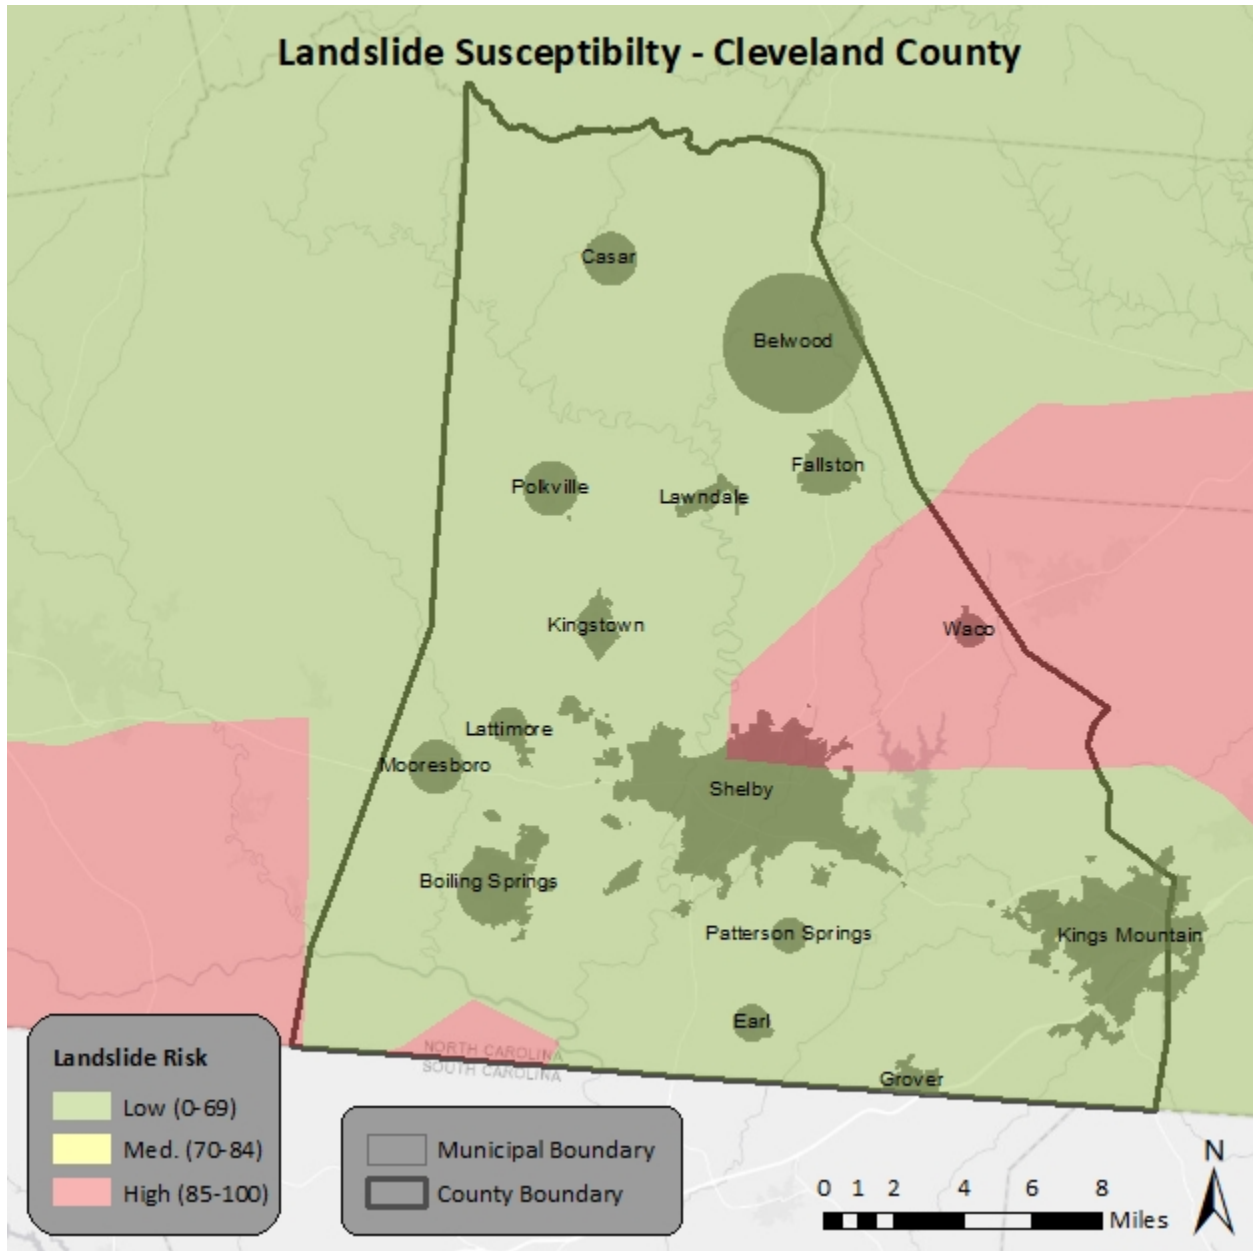 Landslide Susceptibilty - Cleveland County
Casar
Belwood
Fallston
Polkville
Lawndale
Kingstown
Waco
Lattimore
Mooresboro
Shelby
Boiling Springs
Patterson Springs
Kings Mountain
Earl
NORTH CAROLINA
SOUTH CAROLINA
Grover
Landslide Risk
Low (0-69)
Med. (70-84)
High (85-100)
Municipal Boundary
County Boundary
0 1 2 4 6 8
Miles
N